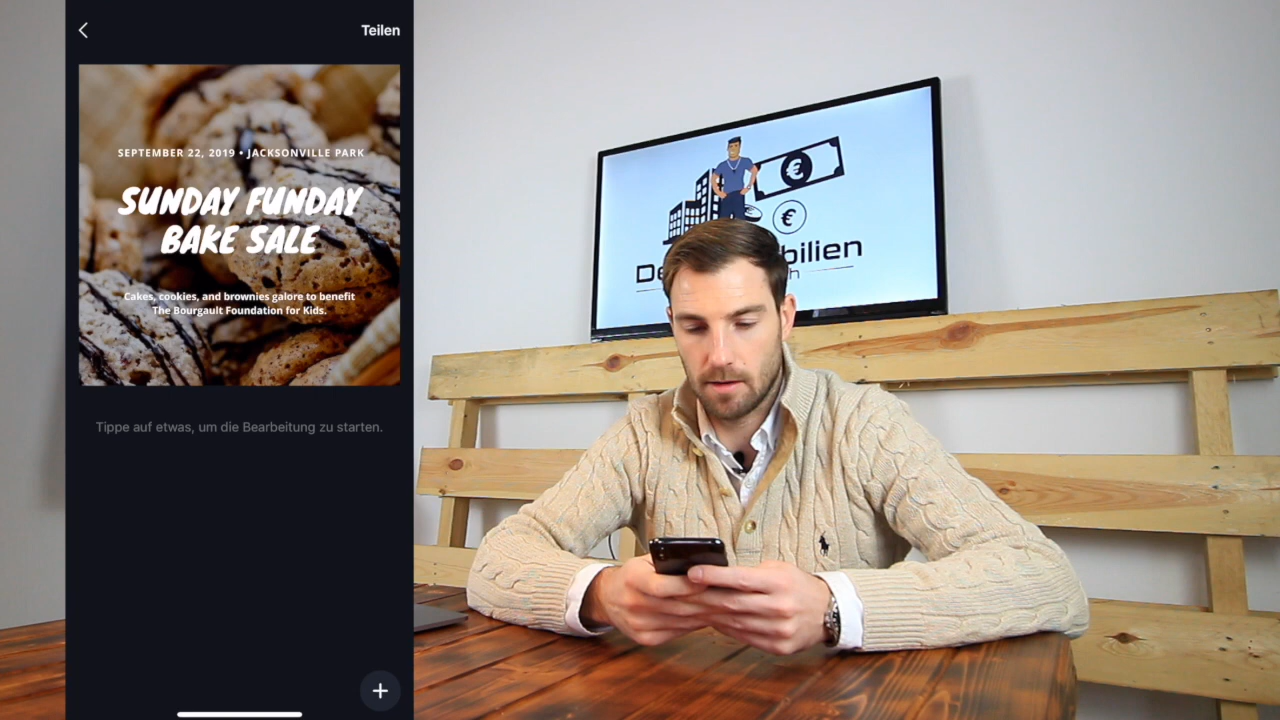 Teilen
SEPTEMBER 22, 2019 • JACKSONVILLE PARK
SUNDAY FUNDAY
BAKE SALE
Cakes, cookies, and brownies galore to benefit
The Bourgault Foundation for Kids.
Tippe auf etwas, um die Bearbeitung zu starten.